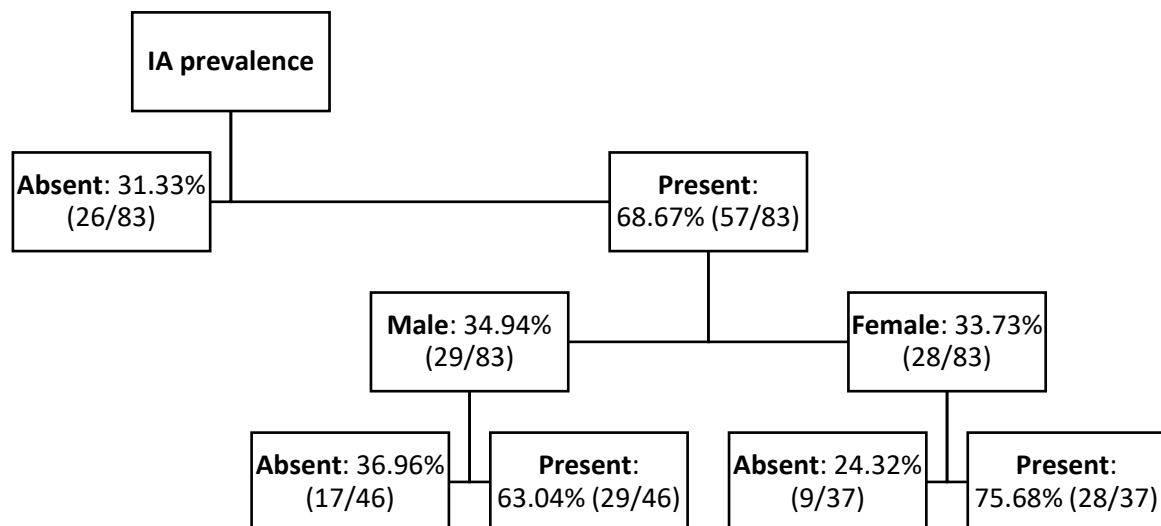 IA prevalence
Absent: 31.33%
(26/83)
Present:
68.67% (57/83)
Male: 34.94%
(29/83)
Female: 33.73%
(28/83)
Absent: 36.96%
(17/46)
Present:
63.04% (29/46)
Absent: 24.32%
(9/37)
Present:
75.68% (28/37)